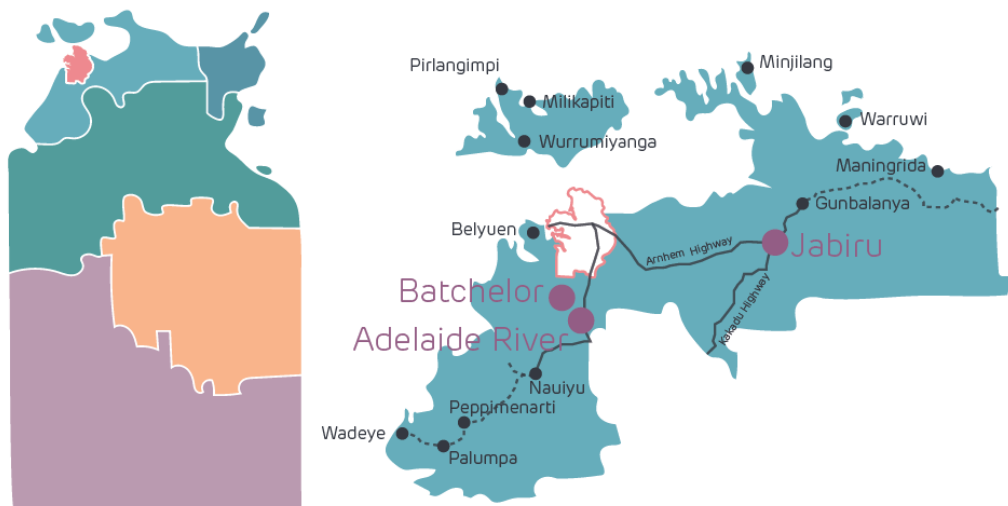 Pirlangimpi
Minjilang
Milikapiti
Warruwi
Wurrumiyanga
Maningrida
Gunbalanya
Belyuen
Arnhem Highway
Jabiru
Batchelor
Kakadu Highway
Adelaide River
Nauiyu
Peppimenarti
Wadeye
Palumpa